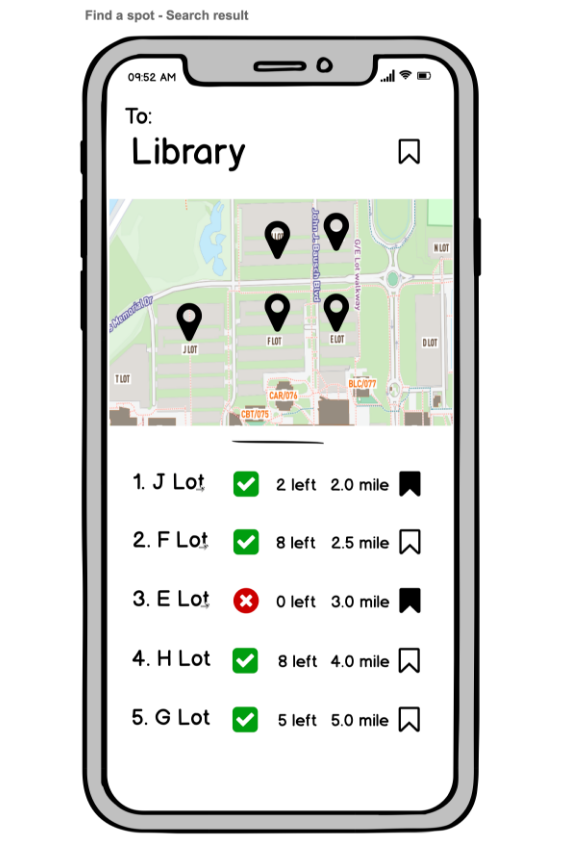 Find a spot - Search result
09:52 AM
To:
Library
John J. Bausch Blvd
G/E Lot walkway
N LOT
Memorial Dr
J LOT
F LOT
E LOT
D LOT
T LOT
BLC/077
CAR/076
CBT/075
1. J Lot 2 left 2.0 mile
2. F Lot 8 left 2.5 mile
3. E Lot 0 left 3.0 mile
4. H Lot 8 left 4.0 mile
5. G Lot 5 left 5.0 mile